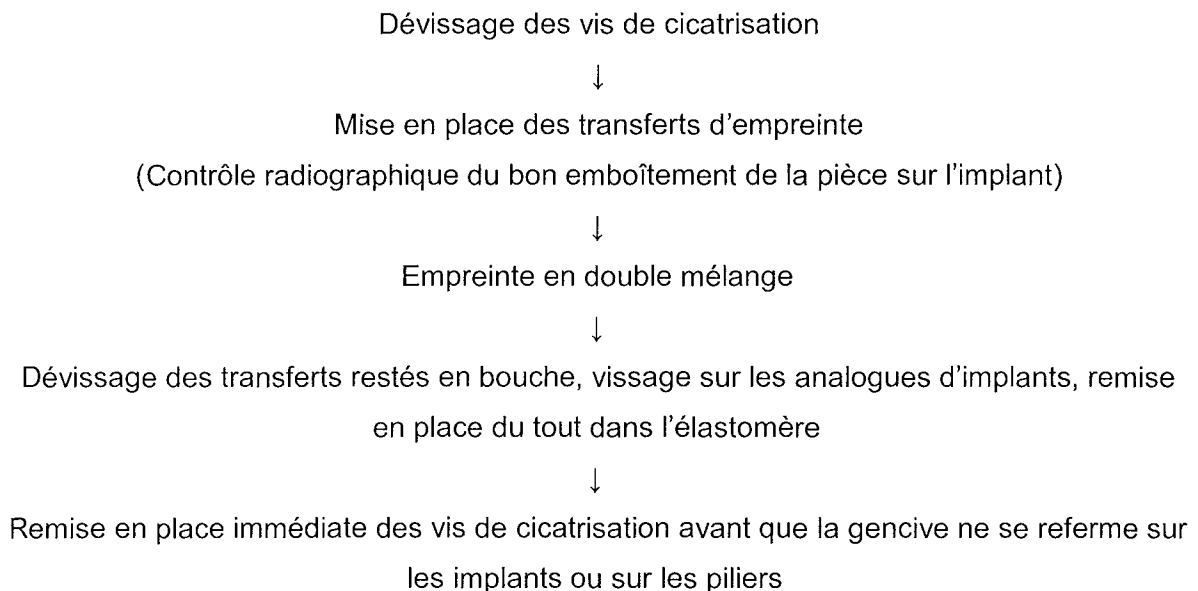 Dévissage des vis de cicatrisation
↓
Mise en place des transferts d'empreinte
(Contrôle radiographique du bon emboîtement de la pièce sur l'implant)
↓
Empreinte en double mélange
↓
Dévissage des transferts restés en bouche, vissage sur les analogues d'implants, remise
en place du tout dans l'élastomère
↓
Remise en place immédiate des vis de cicatrisation avant que la gencive ne se referme sur
les implants ou sur les piliers